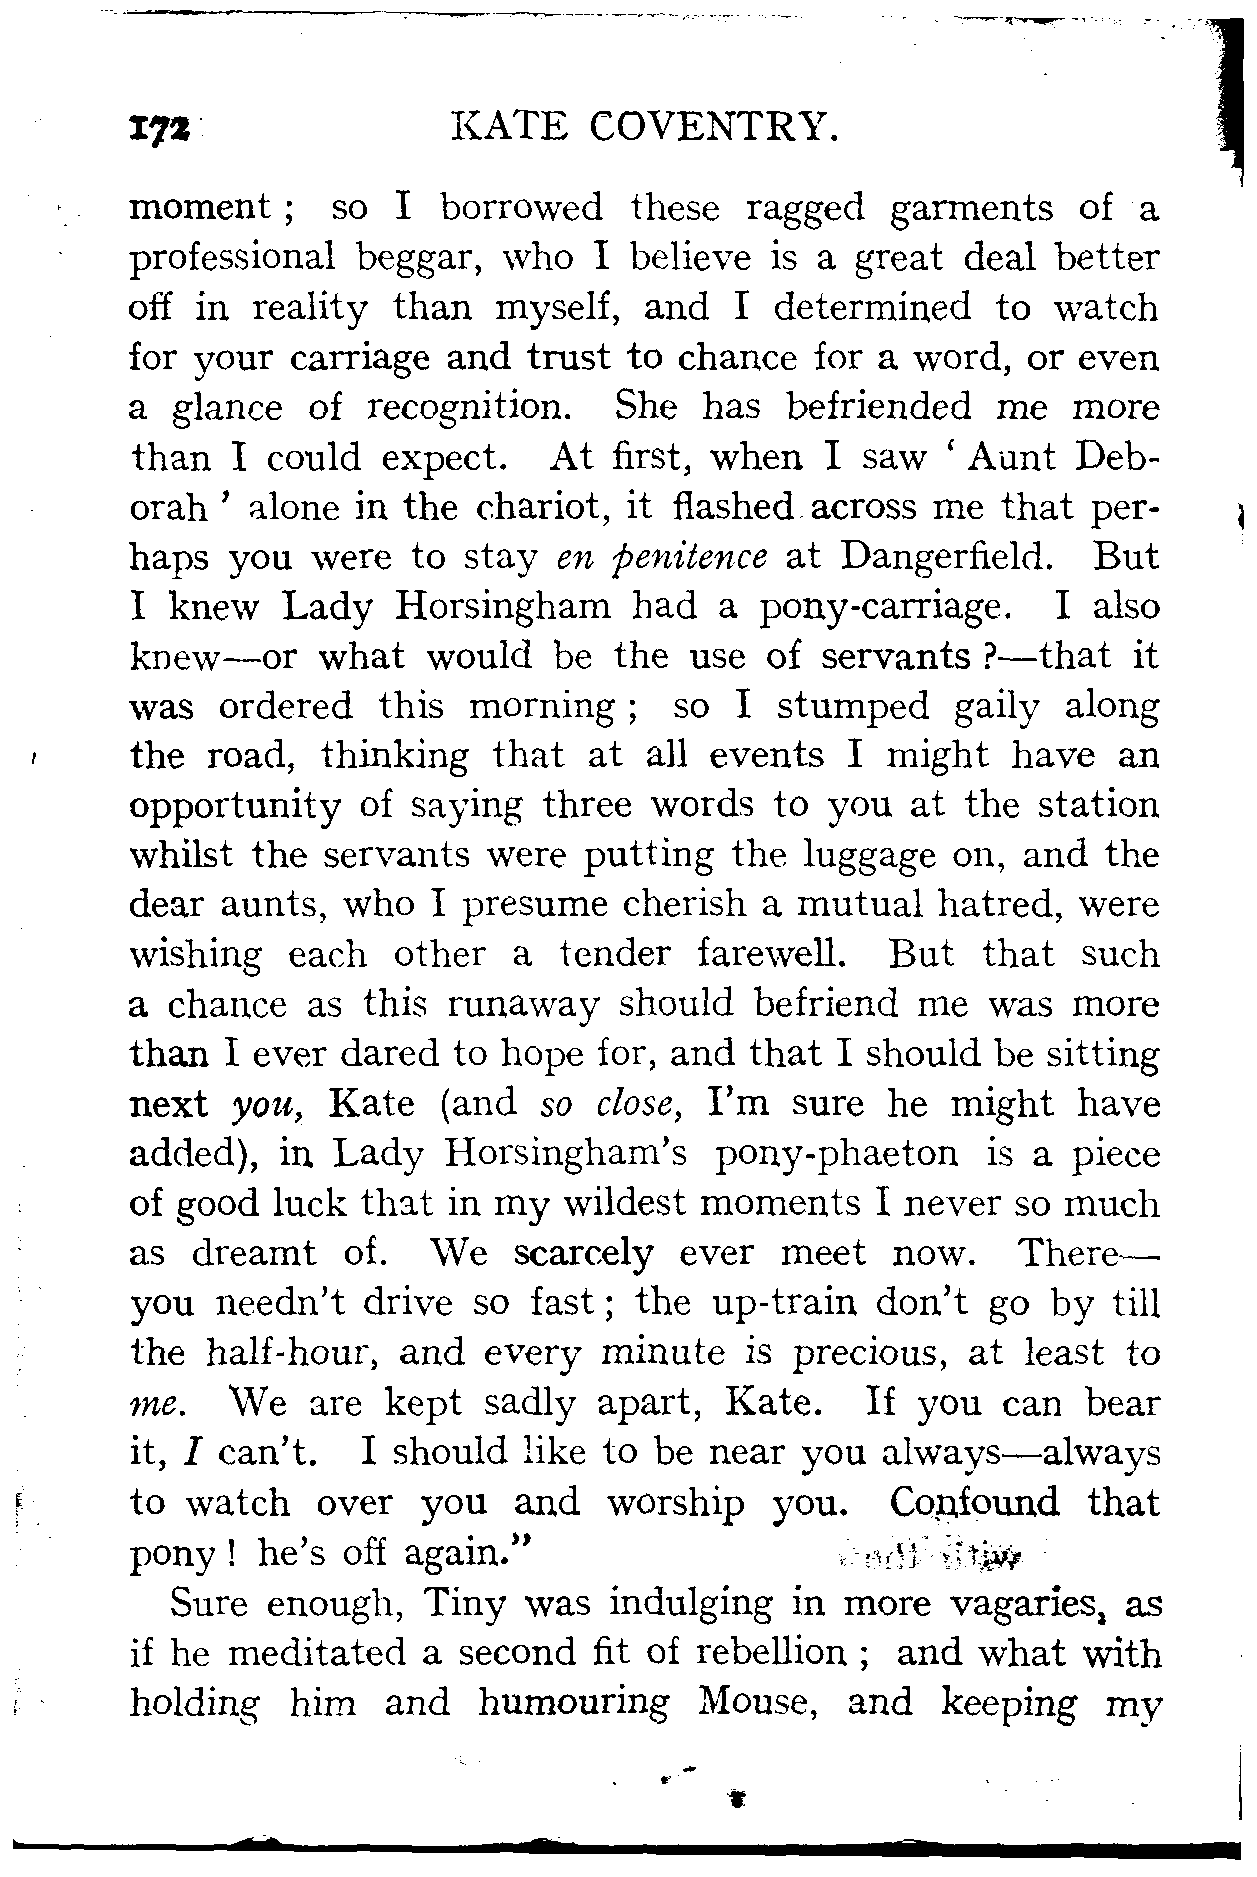 172 KATE COVENTRY.
moment ; so I borrowed these ragged garments of a
professional beggar, who I believe is a great deal better
off in reality than myself, and I determined to watch
for your carriage and trust to chance for a word, or even
a glance of recognition. She has befriended me more
than I could expect. At first, when I saw ‘ Aunt Deb-
orah ’ alone in the chariot, it flashed across me that per-
haps you were to stay en penitence at Dangerfield. But
I knew Lady Horsingham had a pony-carriage. I also
knew—or what would be the use of servants ?—that it
was ordered this morning ; so I stumped gaily along
the road, thinking that at all events I might have an
opportunity of saying three words to you at the station
whilst the servants were putting the luggage on, and the
dear aunts, who I presume cherish a mutual hatred, were
wishing each other a tender farewell. But that such
a chance as this runaway should befriend me was more
than I ever dared to hope for, and that I should be sitting
next you, Kate (and so close, I’m sure he might have
added), in Lady Horsingham’s pony-phaeton is a piece
of good luck that in my wildest moments I never so much
as dreamt of. We scarcely ever meet now. There—
you needn’t drive so fast ; the up-train don’t go by till
the half-hour, and every minute is precious, at least to
me. We are kept sadly apart, Kate. If you can bear
it, I can’t. I should like to be near you always—always
to watch over you and worship you. Confound that
pony ! he’s off again.”
Sure enough, Tiny was indulging in more vagaries, as
if he meditated a second fit of rebellion ; and what with
holding him and humouring Mouse, and keeping my